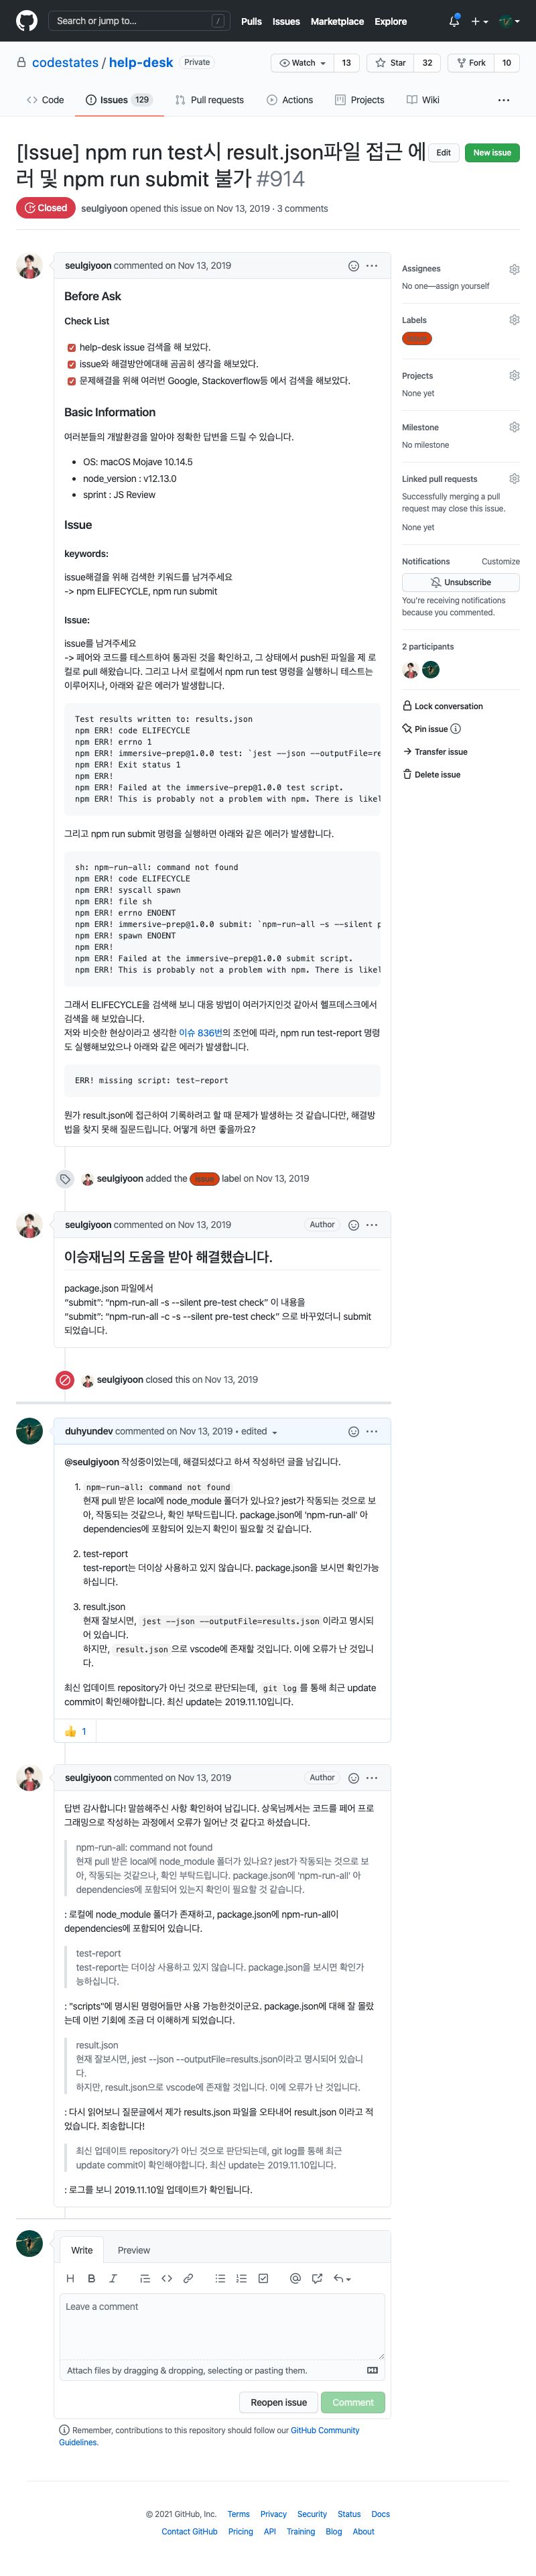 Search or jump to...
/
Pulls Issues Marketplace Explore
codestates / help-desk Private
Watch 13 Star 32 Fork 10
Code Issues 129 Pull requests Actions Projects Wiki
[Issue] npm run test시 result.json파일 접근 에
러 및 npm run submit 불가 #914
Edit New issue
Closed seulgiyoon opened this issue on Nov 13, 2019 · 3 comments
seulgiyoon commented on Nov 13, 2019
Before Ask
Check List
help-desk issue 검색을 해 보았다.
issue와 해결방안에대해 곰곰히 생각을 해보았다.
문제해결을 위해 여러번 Google, Stackoverflow등 에서 검색을 해보았다.
Basic Information
여러분들의 개발환경을 알아야 정확한 답변을 드릴 수 있습니다.
• OS: macOS Mojave 10.14.5
• node_version : v12.13.0
• sprint : JS Review
Issue
keywords:
issue해결을 위해 검색한 키워드를 남겨주세요
-> npm ELIFECYCLE, npm run submit
Issue:
issue를 남겨주세요
-> 페어와 코드를 테스트하여 통과된 것을 확인하고, 그 상태에서 push된 파일을 제 로
컬로 pull 해왔습니다. 그리고 나서 로컬에서 npm run test 명령을 실행하니 테스트는
이루어지나, 아래와 같은 에러가 발생합니다.
Test results written to: results.json
npm ERR! code ELIFECYCLE
npm ERR! errno 1
npm ERR! immersive-prep@1.0.0 test: `jest --json --outputFile=re
npm ERR! Exit status 1
npm ERR!
npm ERR! Failed at the immersive-prep@1.0.0 test script.
npm ERR! This is probably not a problem with npm. There is likel
그리고 npm run submit 명령을 실행하면 아래와 같은 에러가 발생합니다.
sh: npm-run-all: command not found
npm ERR! code ELIFECYCLE
npm ERR! syscall spawn
npm ERR! file sh
npm ERR! errno ENOENT
npm ERR! immersive-prep@1.0.0 submit: `npm-run-all -s --silent p
npm ERR! spawn ENOENT
npm ERR!
npm ERR! Failed at the immersive-prep@1.0.0 submit script.
npm ERR! This is probably not a problem with npm. There is likel
그래서 ELIFECYCLE을 검색해 보니 대응 방법이 여러가지인것 같아서 헬프데스크에서
검색을 해 보았습니다.
저와 비슷한 현상이라고 생각한 이슈 836번의 조언에 따라, npm run test-report 명령
도 실행해보았으나 아래와 같은 에러가 발생합니다.
ERR! missing script: test-report
뭔가 result.json에 접근하여 기록하려고 할 때 문제가 발생하는 것 같습니다만, 해결방
법을 찾지 못해 질문드립니다. 어떻게 하면 좋을까요?
Assignees
No one—assign yourself
Labels
Projects
None yet
Milestone
No milestone
Linked pull requests
Successfully merging a pull
request may close this issue.
None yet
Notifications Customize
Unsubscribe
You're receiving notifications
because you commented.
2 participants
Lock conversation
Pin issue
Transfer issue
Delete issue
seulgiyoon added the issue label on Nov 13, 2019
seulgiyoon commented on Nov 13, 2019 Author
이승재님의 도움을 받아 해결했습니다.
package.json 파일에서
"submit": "npm-run-all -s --silent pre-test check" 이 내용을
"submit": "npm-run-all -c -s --silent pre-test check" 으로 바꾸었더니 submit
되었습니다.
seulgiyoon closed this on Nov 13, 2019
duhyundev commented on Nov 13, 2019 • edited
@seulgiyoon 작성중이었는데, 해결되셨다고 하셔 작성하던 글을 남깁니다.
1. npm-run-all: command not found
현재 pull 받은 local에 node_module 폴더가 있나요? jest가 작동되는 것으로 보
아, 작동되는 것같으나, 확인 부탁드립니다. package.json에 'npm-run-all' 아
dependencies에 포함되어 있는지 확인이 필요할 것 같습니다.
2. test-report
test-report는 더이상 사용하고 있지 않습니다. package.json을 보시면 확인가능
하십니다.
3. result.json
현재 잘보시면, jest --json --outputFile=results.json 이라고 명시되
어 있습니다.
하지만, result.json 으로 vscode에 존재할 것입니다. 이에 오류가 난 것입니
다.
최신 업데이트 repository가 아닌 것으로 판단되는데, git log 를 통해 최근 update
commit이 확인해야합니다. 최신 update는 2019.11.10입니다.
1
seulgiyoon commented on Nov 13, 2019 Author
답변 감사합니다! 말씀해주신 사항 확인하여 남깁니다. 상욱님께서는 코드를 페어 프로
그래밍으로 작성하는 과정에서 오류가 일어난 것 같다고 하셨습니다.
npm-run-all: command not found
현재 pull 받은 local에 node_module 폴더가 있나요? jest가 작동되는 것으로 보
아, 작동되는 것같으나, 확인 부탁드립니다. package.json에 'npm-run-all' 아
dependencies에 포함되어 있는지 확인이 필요할 것 같습니다.
: 로컬에 node_module 폴더가 존재하고, package.json에 npm-run-all이
dependencies에 포함되어 있습니다.
test-report
test-report는 더이상 사용하고 있지 않습니다. package.json을 보시면 확인가
능하십니다.
: "scripts"에 명시된 명령어들만 사용 가능한것이군요. package.json에 대해 잘 몰랐
는데 이번 기회에 조금 더 이해하게 되었습니다.
result.json
현재 잘보시면, jest --json --outputFile=results.json이라고 명시되어 있습니
다.
하지만, result.json으로 vscode에 존재할 것입니다. 이에 오류가 난 것입니다.
: 다시 읽어보니 질문글에서 제가 results.json 파일을 오타내어 result.json 이라고 적
었습니다. 죄송합니다!
최신 업데이트 repository가 아닌 것으로 판단되는데, git log를 통해 최근
update commit이 확인해야합니다. 최신 update는 2019.11.10입니다.
: 로그를 보니 2019.11.10일 업데이트가 확인됩니다.
Write Preview
Leave a comment
Attach files by dragging & dropping, selecting or pasting them.
Reopen issue Comment
Remember, contributions to this repository should follow our GitHub Community
Guidelines.
© 2021 GitHub, Inc. Terms Privacy Security Status Docs
Contact GitHub Pricing API Training Blog About